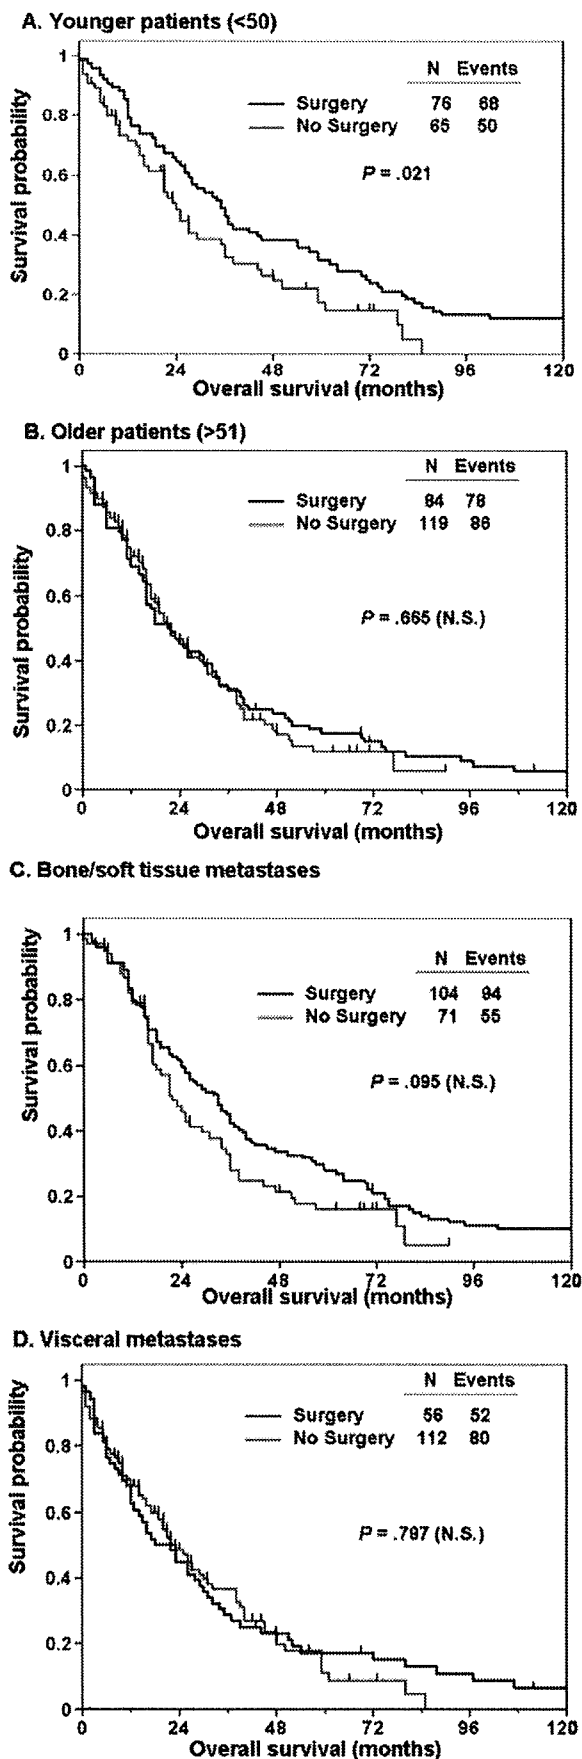 A. Younger patients (<50)
Survival probability
1
0.8
0.6
0.4
0.2
0
N Events
Surgery 76 68
No Surgery 65 50
P = .021
0 24 48 72 96 120
Overall survival (months)
B. Older patients (>51)
Survival probability
1
0.8
0.6
0.4
0.2
0
N Events
Surgery 84 78
No Surgery 119 86
P = .665 (N.S.)
0 24 48 72 96 120
Overall survival (months)
C. Bone/soft tissue metastases
Survival probability
1
0.8
0.6
0.4
0.2
0
N Events
Surgery 104 94
No Surgery 71 55
P = .095 (N.S.)
0 24 48 72 96 120
Overall survival (months)
D. Visceral metastases
Survival probability
1
0.8
0.6
0.4
0.2
0
N Events
Surgery 56 52
No Surgery 112 80
P = .797 (N.S.)
0 24 48 72 96 120
Overall survival (months)